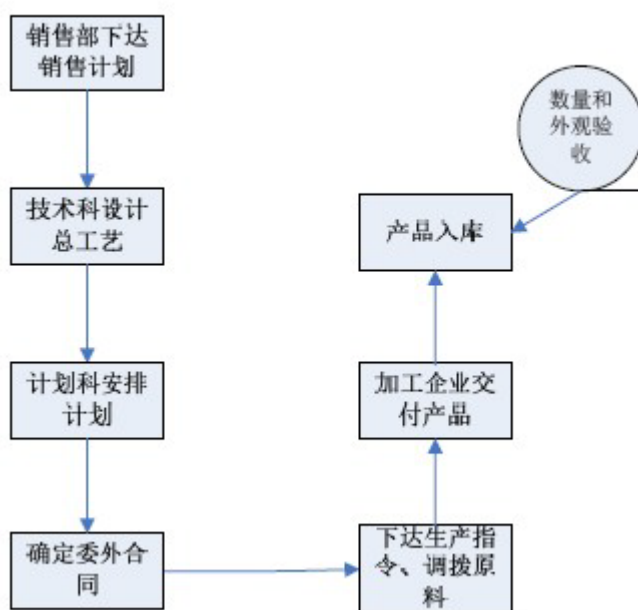 销售部下达
销售计划
技术科设计
总工艺
计划科安排
计划
确定委外合
同
下达生产指
令、调拨原
料
加工企业交
付产品
产品入库
数量和
外观验
收